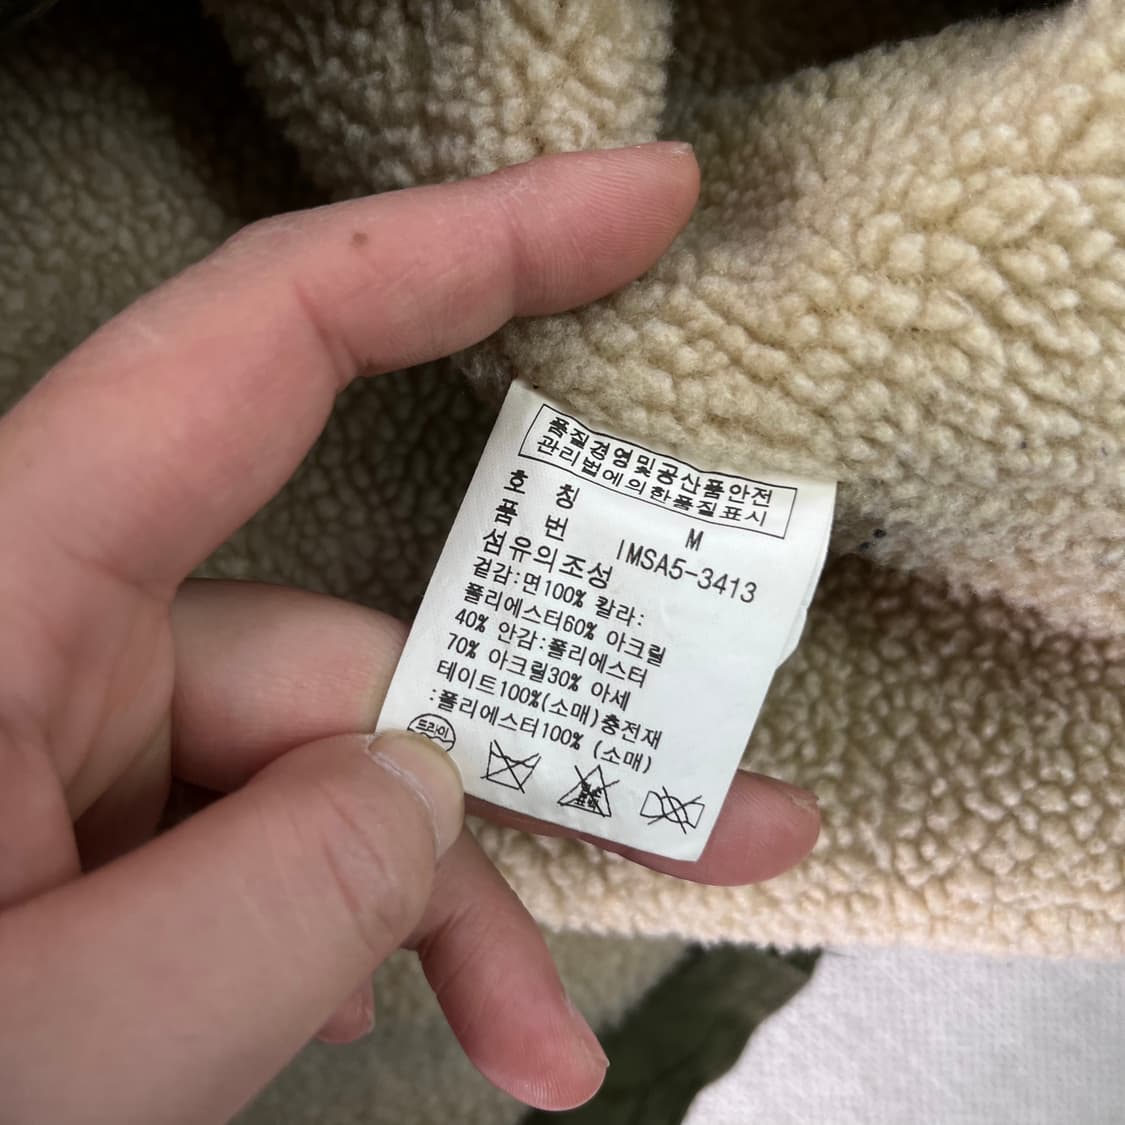 품질경영및공산품안전
관리법에의한품질표시
호 칭 M
품 번 IMSA5-3413
섬유의조성
겉감:면100% 칼라:
폴리에스터60% 아크릴
40% 안감:폴리에스터
70% 아크릴30% 아세
테이트100%(소매)충전재
:폴리에스터100% (소매)
드라이